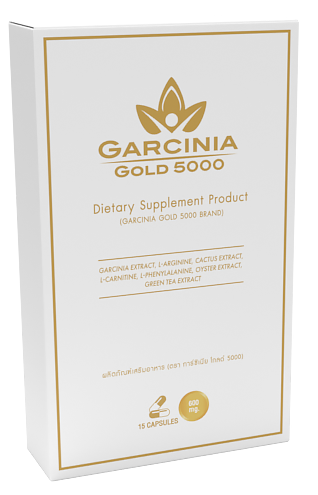 GARCINIA
GOLD 5000
Dietary Supplement Product
(GARCINIA GOLD 5000 BRAND)
GARCINIA EXTRACT, L-ARGININE, CACTUS EXTRACT,
L-CARNITINE, L-PHENYLALANINE, OYSTER EXTRACT,
GREEN TEA EXTRACT
ผลิตภัณฑ์เสริมอาหาร (ตรา การ์ซิเนีย โกลด์ 5000)
600
mg.
15 CAPSULES